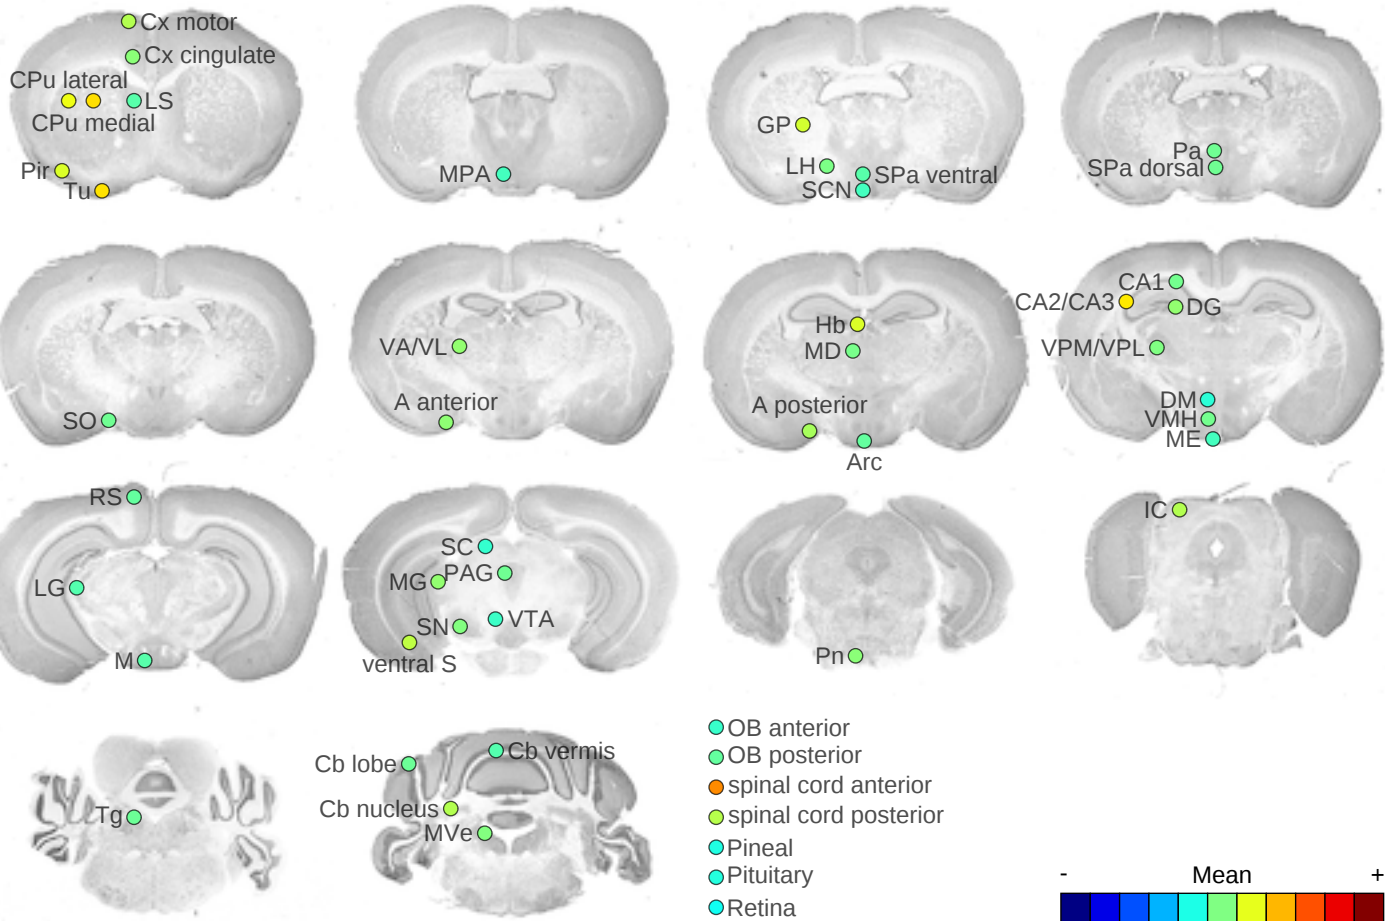 Cx motor
Cx cingulate
CPu lateral
LS
CPu medial
Pir
Tu
MPA
GP
LH
SPa ventral
SCN
Pa
SPa dorsal
SO
VA/VL
A anterior
Hb
MD
A posterior
Arc
CA1
CA2/CA3
DG
VPM/VPL
DM
VMH
ME
RS
LG
M
SC
PAG
MG
VTA
SN
ventral S
Pn
IC
Tg
Cb lobe
Cb vermis
Cb nucleus
MVe
OB anterior
OB posterior
spinal cord anterior
spinal cord posterior
Pineal
Pituitary
Retina
- Mean +